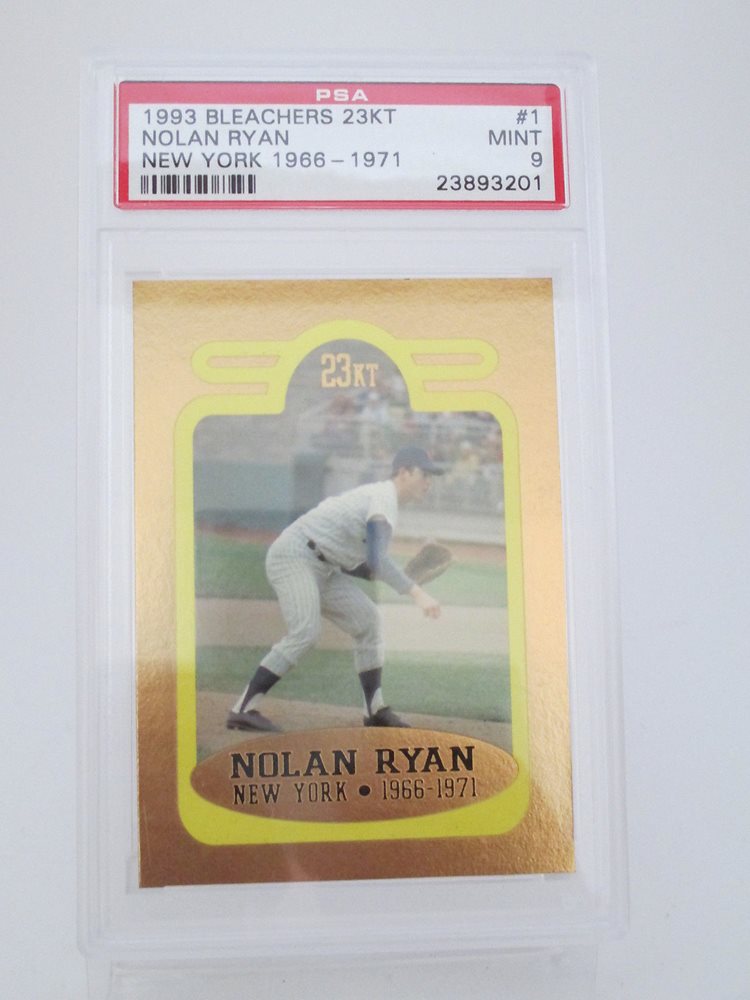 PSA
1993 BLEACHERS 23KT #1
NOLAN RYAN MINT
NEW YORK 1966-1971 9
23893201
23KT
NOLAN RYAN
NEW YORK • 1966-1971